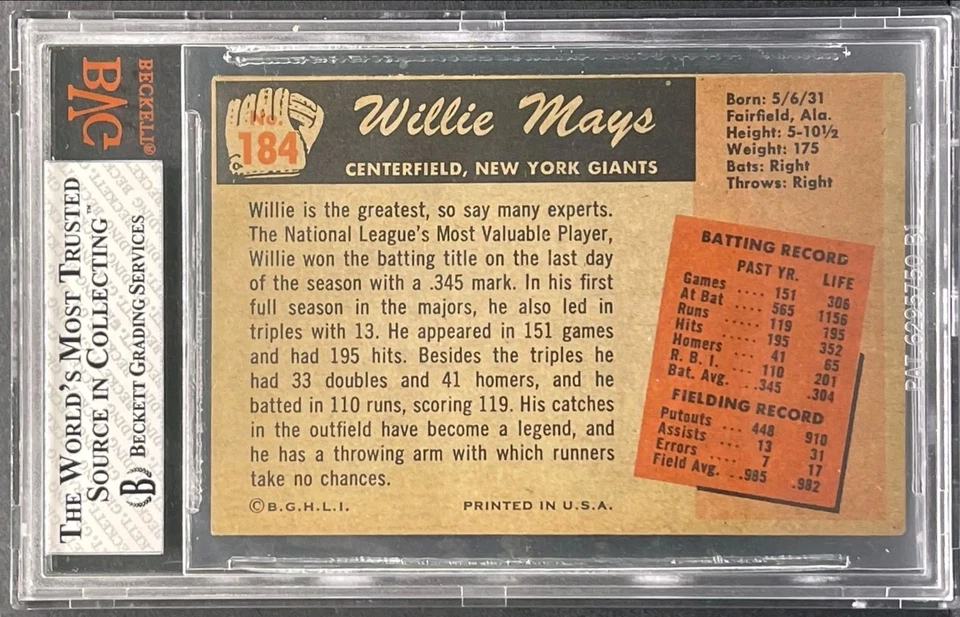 BECKETT®
BVG
THE WORLD'S MOST TRUSTED
SOURCE IN COLLECTING™
BECKETT GRADING SERVICES
No.
184
Willie Mays
CENTERFIELD, NEW YORK GIANTS
Born: 5/6/31
Fairfield, Ala.
Height: 5-10½
Weight: 175
Bats: Right
Throws: Right
Willie is the greatest, so say many experts.
The National League's Most Valuable Player,
Willie won the batting title on the last day
of the season with a .345 mark. In his first
full season in the majors, he also led in
triples with 13. He appeared in 151 games
and had 195 hits. Besides the triples he
had 33 doubles and 41 homers, and he
batted in 110 runs, scoring 119. His catches
in the outfield have become a legend, and
he has a throwing arm with which runners
take no chances.
©B.G.H.L.I. PRINTED IN U.S.A.
BATTING RECORD
PAST YR. LIFE
Games .... 151 306
At Bat .... 565 1156
Runs .... 119 195
Hits .... 195 352
Homers .... 41 65
R. B. I. .... 110 201
Bat. Avg. .... .345 .304
FIELDING RECORD
Putouts ... 448 910
Assists ... 13 31
Errors ... 7 17
Field Avg. .. .985 .982
PAT 6295750 B1